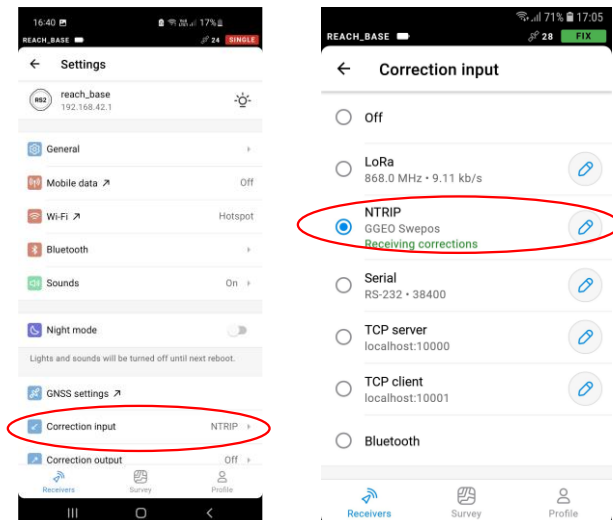 16:40 17%
REACH_BASE 24 SINGLE
Settings
RS2
reach_base
192.168.42.1
General
Mobile data Off
Wi-Fi Hotspot
Bluetooth
Sounds On
Night mode
Lights and sounds will be turned off until next reboot.
GNSS settings
Correction input NTRIP
Correction output Off
Receivers Survey Profile
71% 17:05
REACH_BASE 28 FIX
Correction input
Off
LoRa
868.0 MHz • 9.11 kb/s
NTRIP
GGEO Swepos
Receiving corrections
Serial
RS-232 • 38400
TCP server
localhost:10000
TCP client
localhost:10001
Bluetooth
Receivers Survey Profile